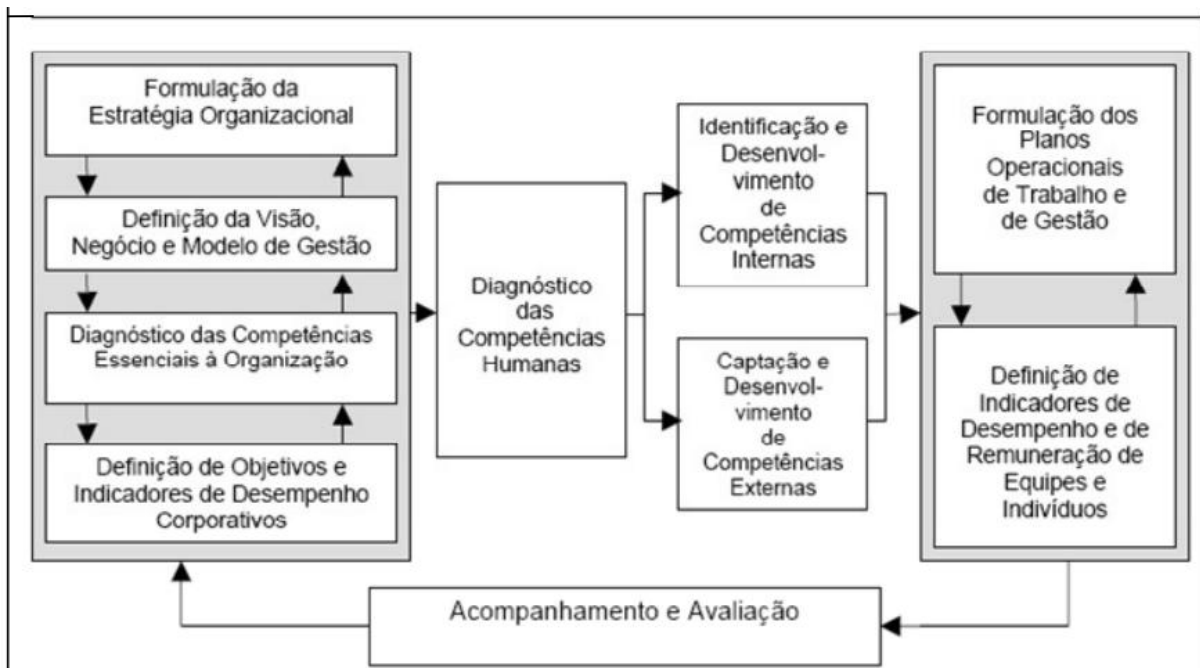 Formulação da
Estratégia Organizacional
Definição da Visão,
Negócio e Modelo de Gestão
Diagnóstico das Competências
Essenciais à Organização
Definição de Objetivos e
Indicadores de Desempenho
Corporativos
Diagnóstico
das
Competências
Humanas
Identificação e
Desenvol-
vimento
de
Competências
Internas
Captação e
Desenvol-
vimento
de
Competências
Externas
Formulação dos
Planos
Operacionais
de Trabalho e
de Gestão
Definição de
Indicadores de
Desempenho e de
Remuneração de
Equipes e
Indivíduos
Acompanhamento e Avaliação